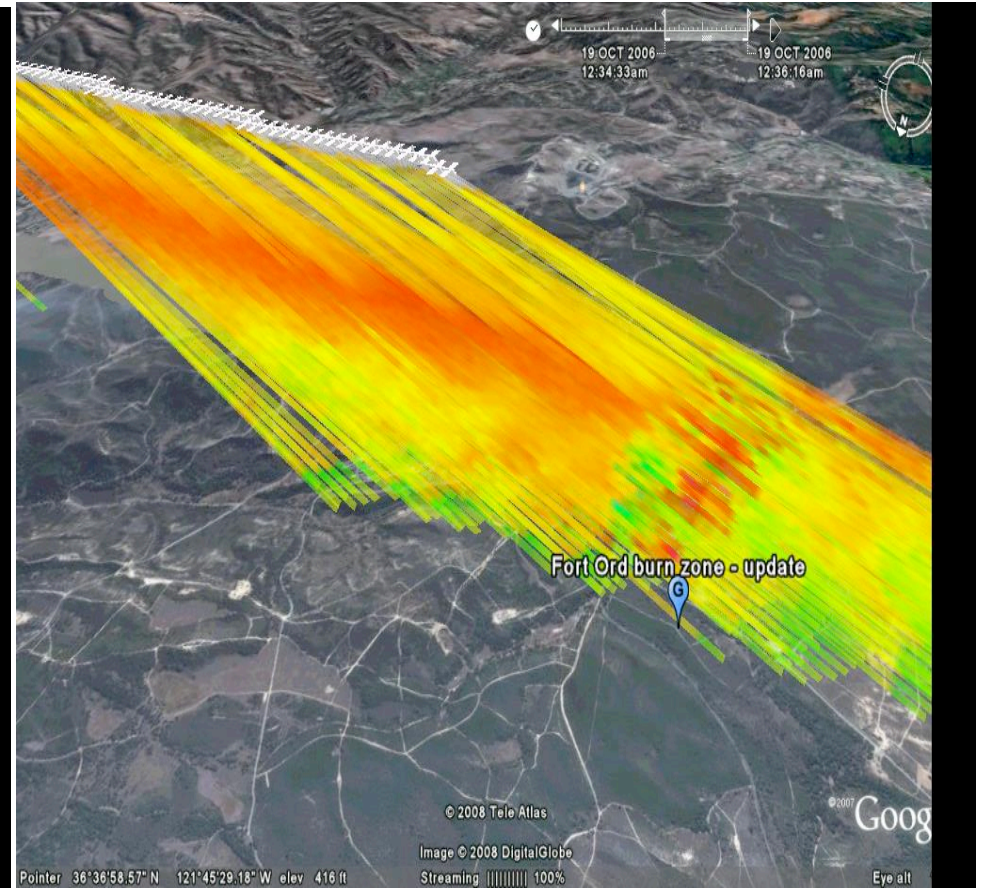 19 OCT 2006
12:34:33am
19 OCT 2006
12:36:16am
N
Fort Ord burn zone - update
G
© 2008 Tele Atlas
©2007 Goog
Image © 2008 DigitalGlobe
Pointer 36°36'58.57" N 121°45'29.18" W elev 416 ft
Streaming |||||||||| 100%
Eye alt